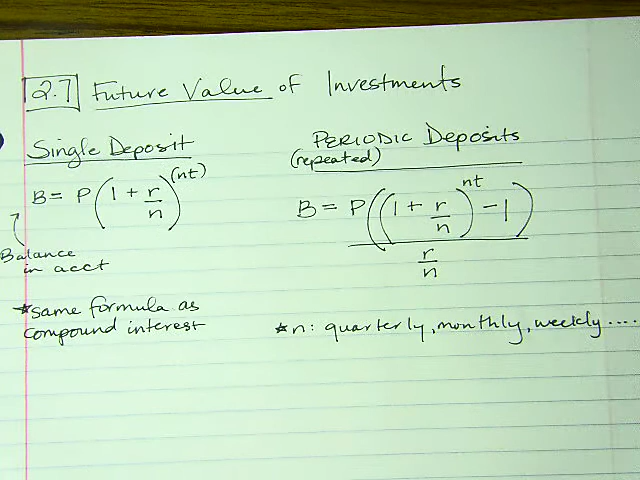 2.7 Future Value of Investments
Single Deposit
B = P(1 + r/n)^(nt)
Balance
in acct
*same formula as
compound interest
PERIODIC Deposits
(repeated)
B = P((1 + r/n)^nt - 1)
r/n
*n: quarterly, monthly, weekly ....